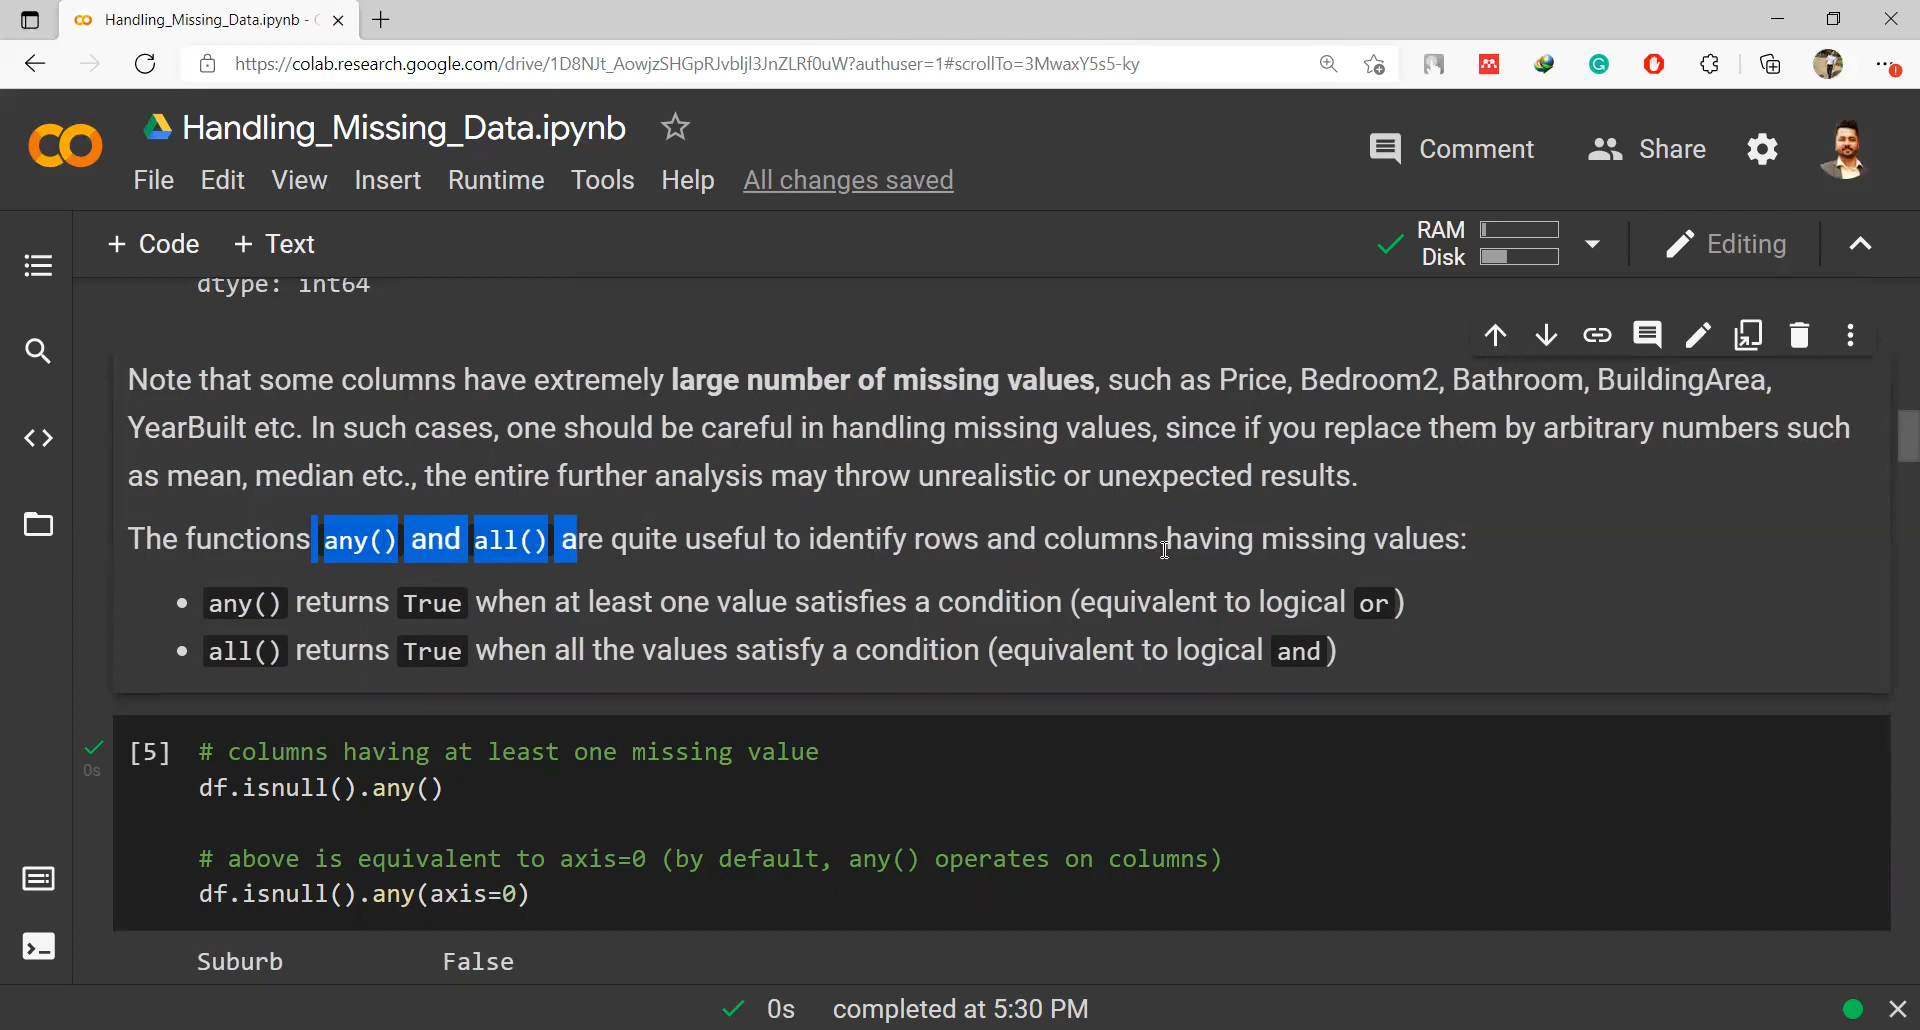 Handling_Missing_Data.ipynb -
https://colab.research.google.com/drive/1D8NJt_AowjzSHGpRJvbljl3JnZLRf0uW?authuser=1#scrollTo=3MwaxY5s5-ky
Handling_Missing_Data.ipynb
Comment Share
File Edit View Insert Runtime Tools Help All changes saved
+ Code + Text
RAM
Disk
Editing
dtype: int64
Note that some columns have extremely large number of missing values, such as Price, Bedroom2, Bathroom, BuildingArea,
YearBuilt etc. In such cases, one should be careful in handling missing values, since if you replace them by arbitrary numbers such
as mean, median etc., the entire further analysis may throw unrealistic or unexpected results.
The functions any() and all() are quite useful to identify rows and columns having missing values:
• any() returns True when at least one value satisfies a condition (equivalent to logical or)
• all() returns True when all the values satisfy a condition (equivalent to logical and)
[5] # columns having at least one missing value
0s
df.isnull().any()
# above is equivalent to axis=0 (by default, any() operates on columns)
df.isnull().any(axis=0)
Suburb False
0s completed at 5:30 PM